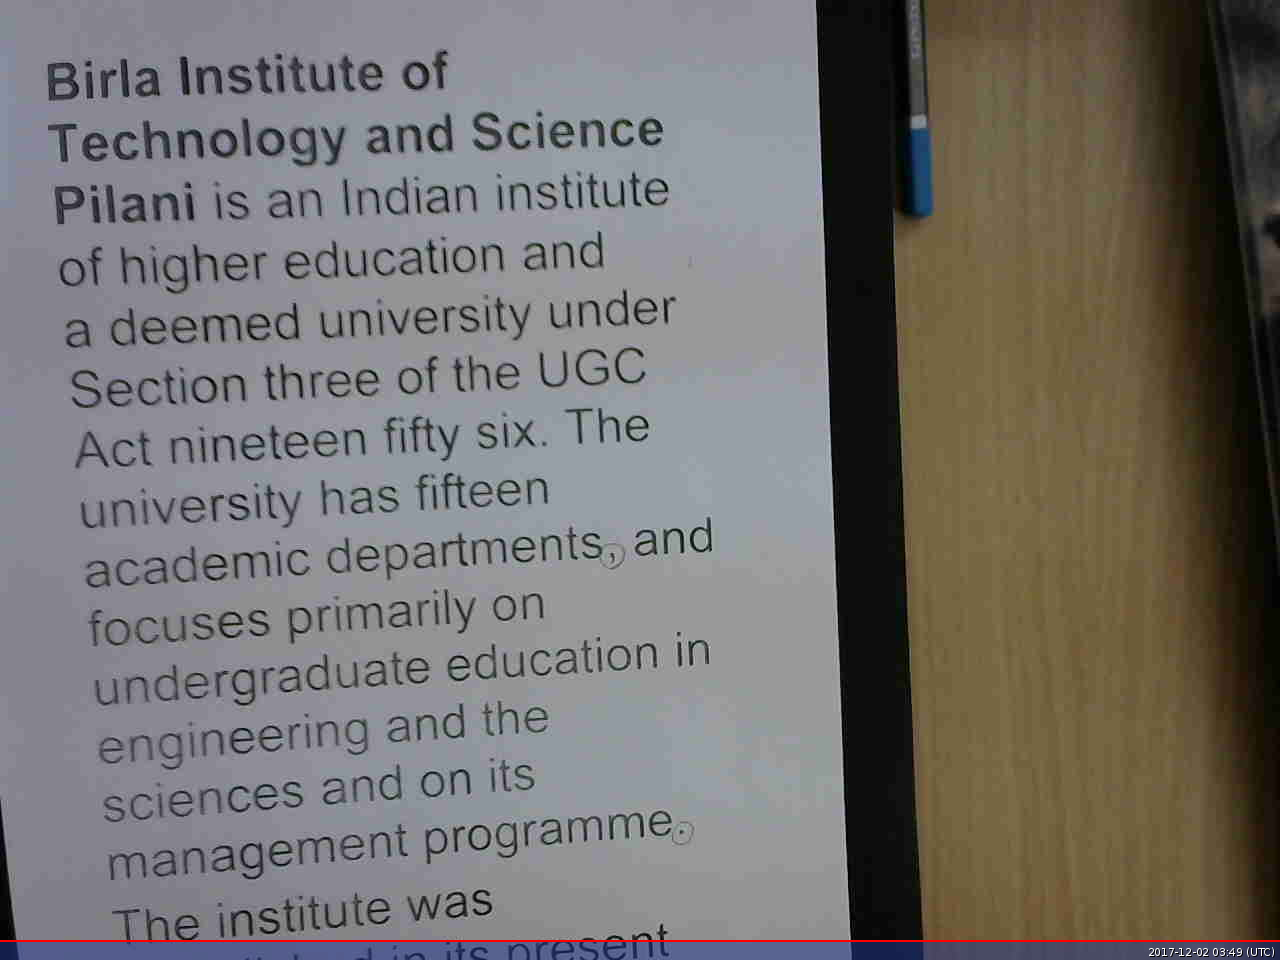 Birla Institute of
Technology and Science
Pilani is an Indian institute
of higher education and
a deemed university under
Section three of the UGC
Act nineteen fifty six. The
university has fifteen
academic departments, and
focuses primarily on
undergraduate education in
engineering and the
sciences and on its
management programme.
The institute was
in its present
2017-12-02 03:49 (UTC)